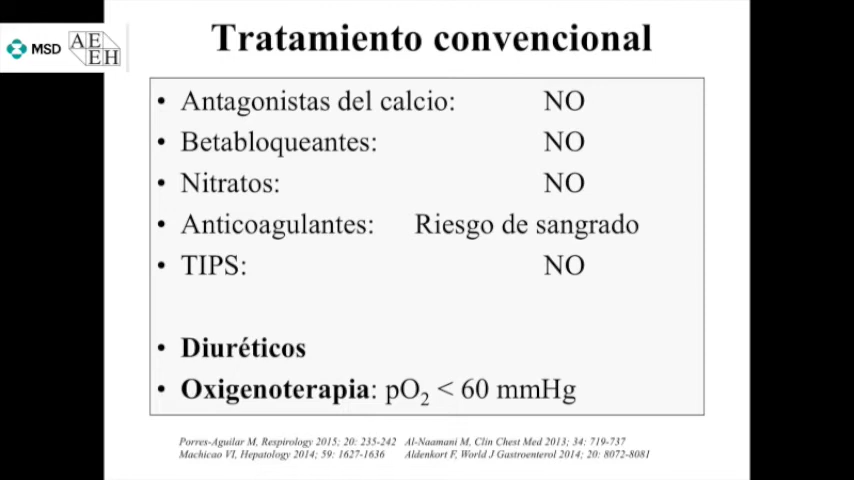 MSD
AE
EH
Tratamiento convencional
• Antagonistas del calcio: NO
• Betabloqueantes: NO
• Nitratos: NO
• Anticoagulantes: Riesgo de sangrado
• TIPS: NO
• Diuréticos
• Oxigenoterapia: pO₂ < 60 mmHg
Porres-Aguilar M, Respirology 2015; 20: 235-242 Al-Naamani M, Clin Chest Med 2013; 34: 719-737
Machicao VI, Hepatology 2014; 59: 1627-1636 Aldenkort F, World J Gastroenterol 2014; 20: 8072-8081